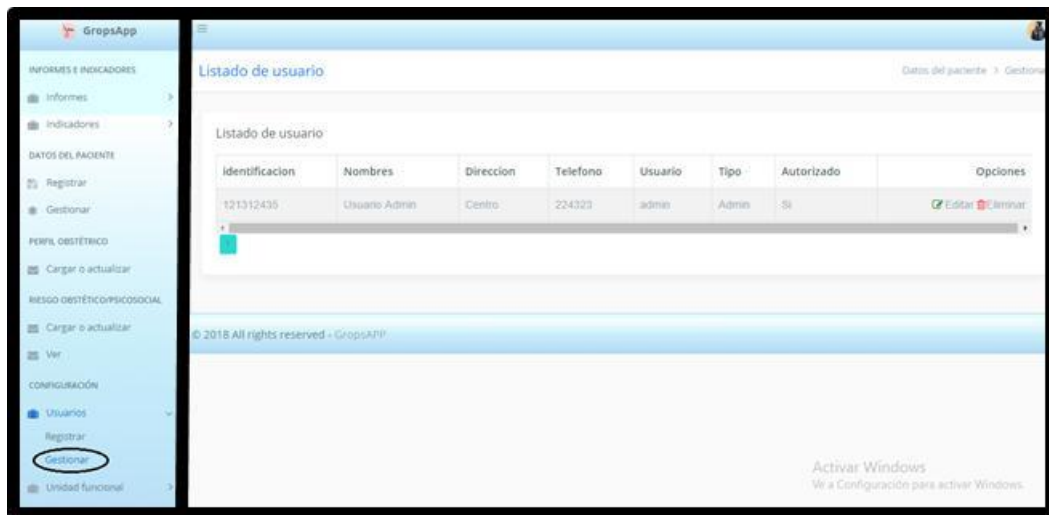 GropsApp
INFORMES E INDICADORES
Informes
Indicadores
DATOS DEL PACIENTE
Registrar
Gestionar
PERFIL OBSTÉTRICO
Cargar o actualizar
RIESGO OBSTÉTICO/PSICOSOCIAL
Cargar o actualizar
Ver
CONFIGURACIÓN
Usuarios
Registrar
Gestionar
Unidad funcional
Listado de usuario
Datos del paciente > Gestiona
Listado de usuario
identificacion Nombres Direccion Telefono Usuario Tipo Autorizado Opciones
121312435 Usuario Admin Centro 224323 admin Admin Si Editar Eliminar
© 2018 All rights reserved - GropsAPP
Activar Windows
Ve a Configuración para activar Windows.